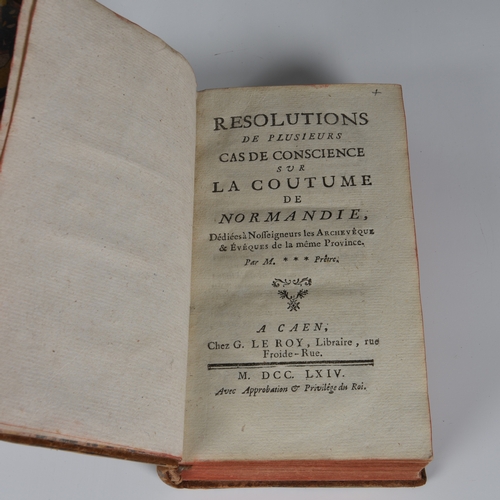 RESOLUTIONS
DE PLUSIEURS
CAS DE CONSCIENCE
SUR
LA COUTUME
DE
NORMANDIE,
Dédiées à Nosseigneurs les ARCHEVÊQUE
& ÉVÊQUES de la même Province.
Par M. * * * Prêtre.
A CAEN,
Chez G. LE ROY, Libraire, rue
Froide-Rue.
M. DCC. LXIV.
Avec Approbation & Privilége du Roi.